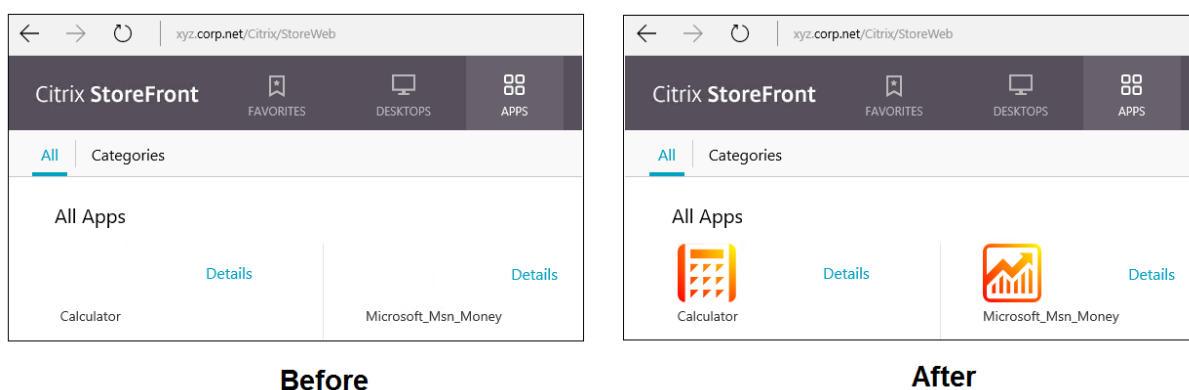 xyz.corp.net/Citrix/StoreWeb
Citrix StoreFront
FAVORITES
DESKTOPS
APPS
All
Categories
All Apps
Details
Details
Calculator
Microsoft_Msn_Money
Before
xyz.corp.net/Citrix/StoreWeb
Citrix StoreFront
FAVORITES
DESKTOPS
APPS
All
Categories
All Apps
Details
Details
Calculator
Microsoft_Msn_Money
After